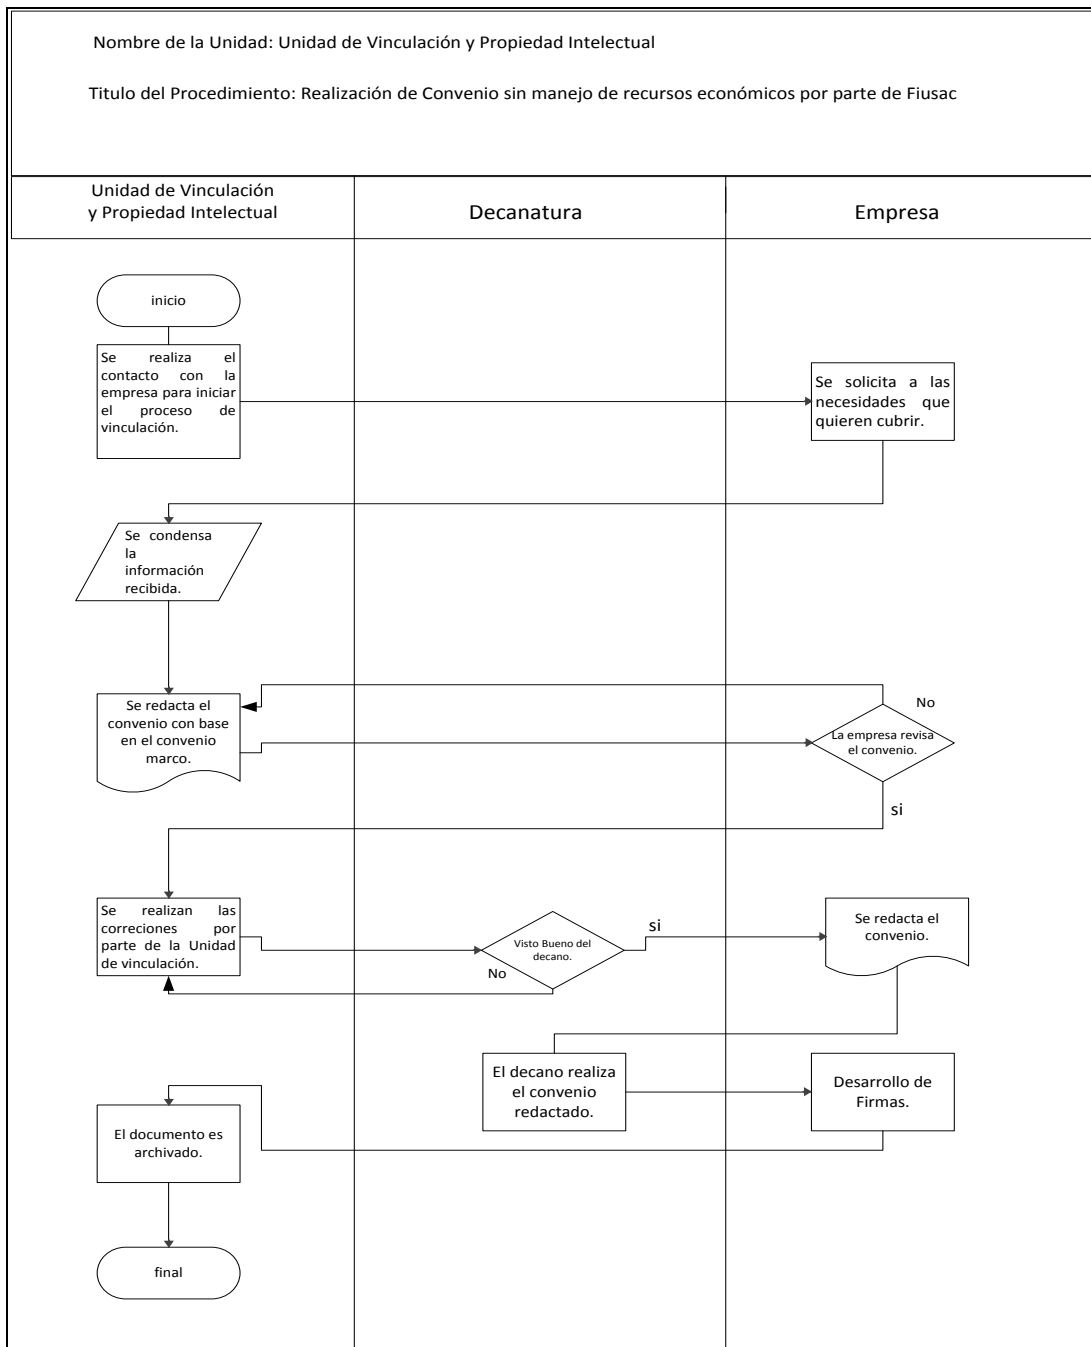 Nombre de la Unidad: Unidad de Vinculación y Propiedad Intelectual
Titulo del Procedimiento: Realización de Convenio sin manejo de recursos económicos por parte de Fiusac
Unidad de Vinculación
y Propiedad Intelectual
Decanatura
Empresa
inicio
Se realiza el
contacto con la
empresa para iniciar
el proceso de
vinculación.
Se solicita a las
necesidades que
quieren cubrir.
Se condensa
la
información
recibida.
Se redacta el
convenio con base
en el convenio
marco.
No
La empresa revisa
el convenio.
si
Se realizan las
correciones por
parte de la Unidad
de vinculación.
Visto Bueno del
decano.
No
si
Se redacta el
convenio.
El decano realiza
el convenio
redactado.
Desarrollo de
Firmas.
El documento es
archivado.
final